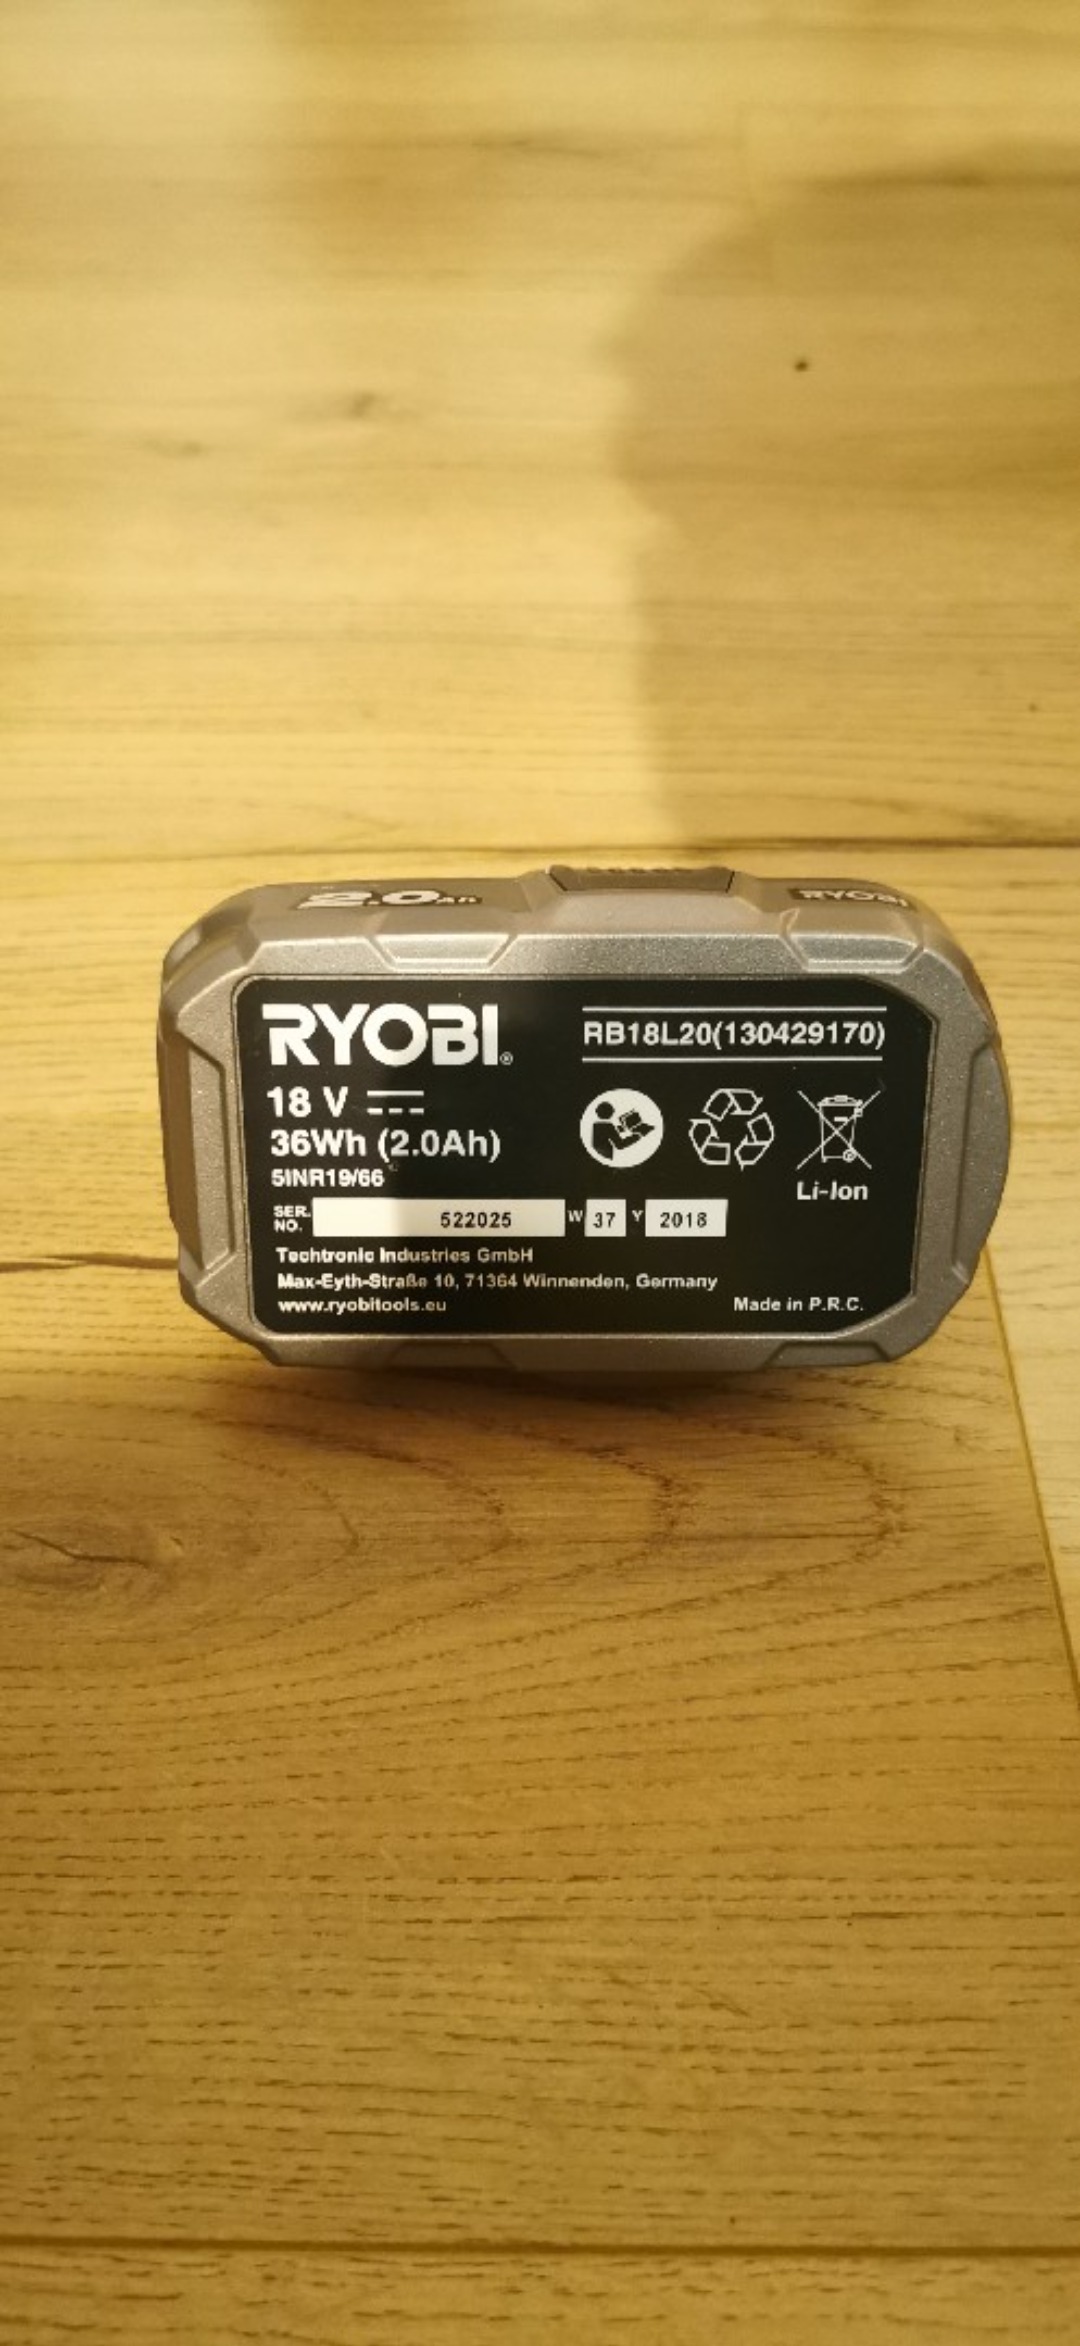 2.0Ah
RYOBI
RYOBI®
RB18L20(130429170)
18 V
36Wh (2.0Ah)
5INR19/66
Li-Ion
SER. NO. 522025 W 37 Y 2018
Techtronic Industries GmbH
Max-Eyth-Straße 10, 71364 Winnenden, Germany
www.ryobitools.eu
Made in P.R.C.